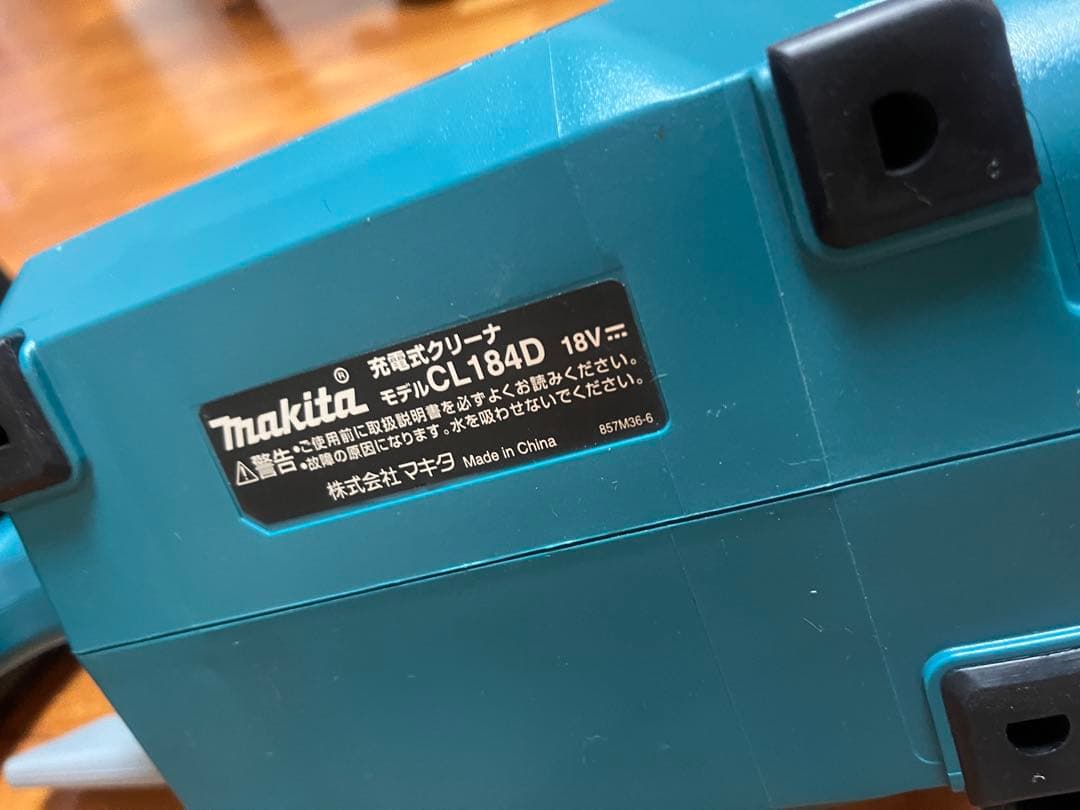 makita® 充電式クリーナ
モデルCL184D 18V⎓
⚠警告 •ご使用前に取扱説明書を必ずよくお読みください。
•故障の原因になります。水を吸わせないでください。
株式会社マキタ Made in China 857M36-6